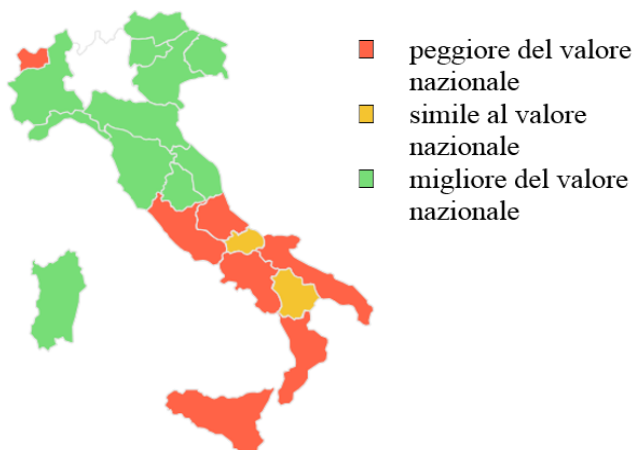 peggiore del valore
nazionale
simile al valore
nazionale
migliore del valore
nazionale